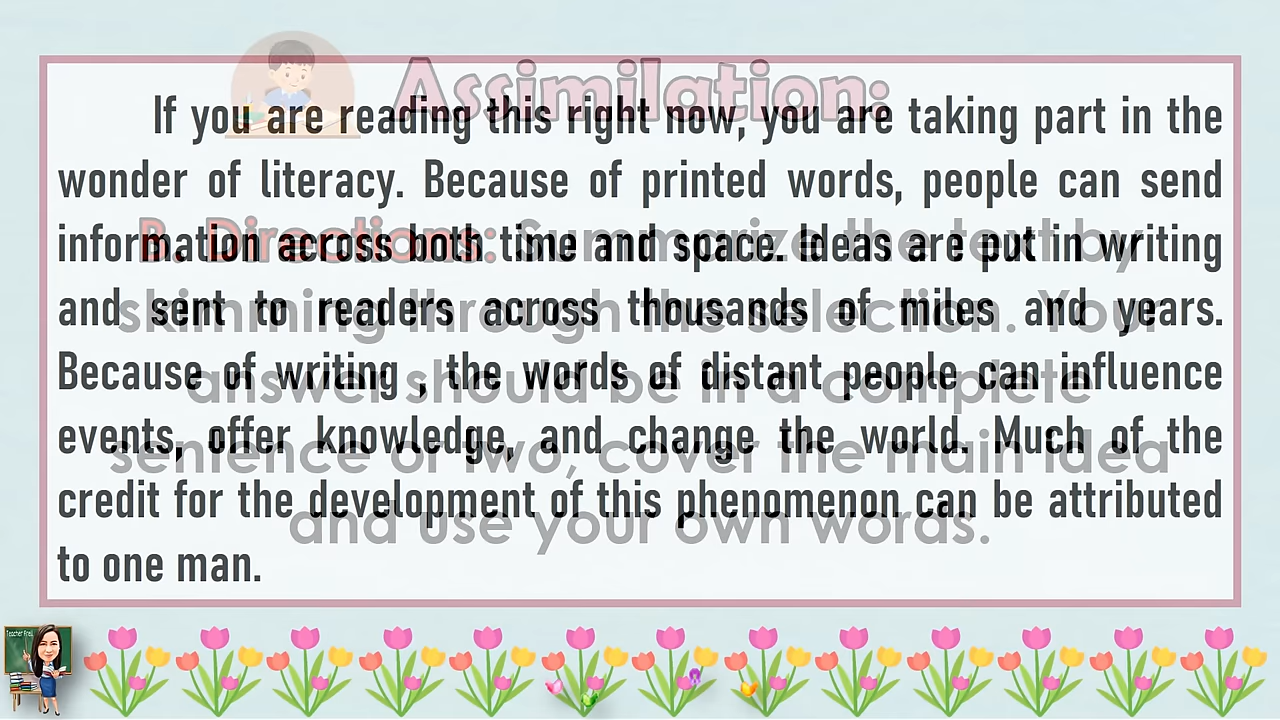 Assimilation:
If you are reading this right now, you are taking part in the
wonder of literacy. Because of printed words, people can send
information across both time and space. Ideas are put in writing
and sent to readers across thousands of miles and years.
Because of writing , the words of distant people can influence
events, offer knowledge, and change the world. Much of the
credit for the development of this phenomenon can be attributed
to one man.
B. Directions: Summarize the text by
skimming through the selection. Your
answer should be in a complete
sentence or two, cover the main idea
and use your own words.